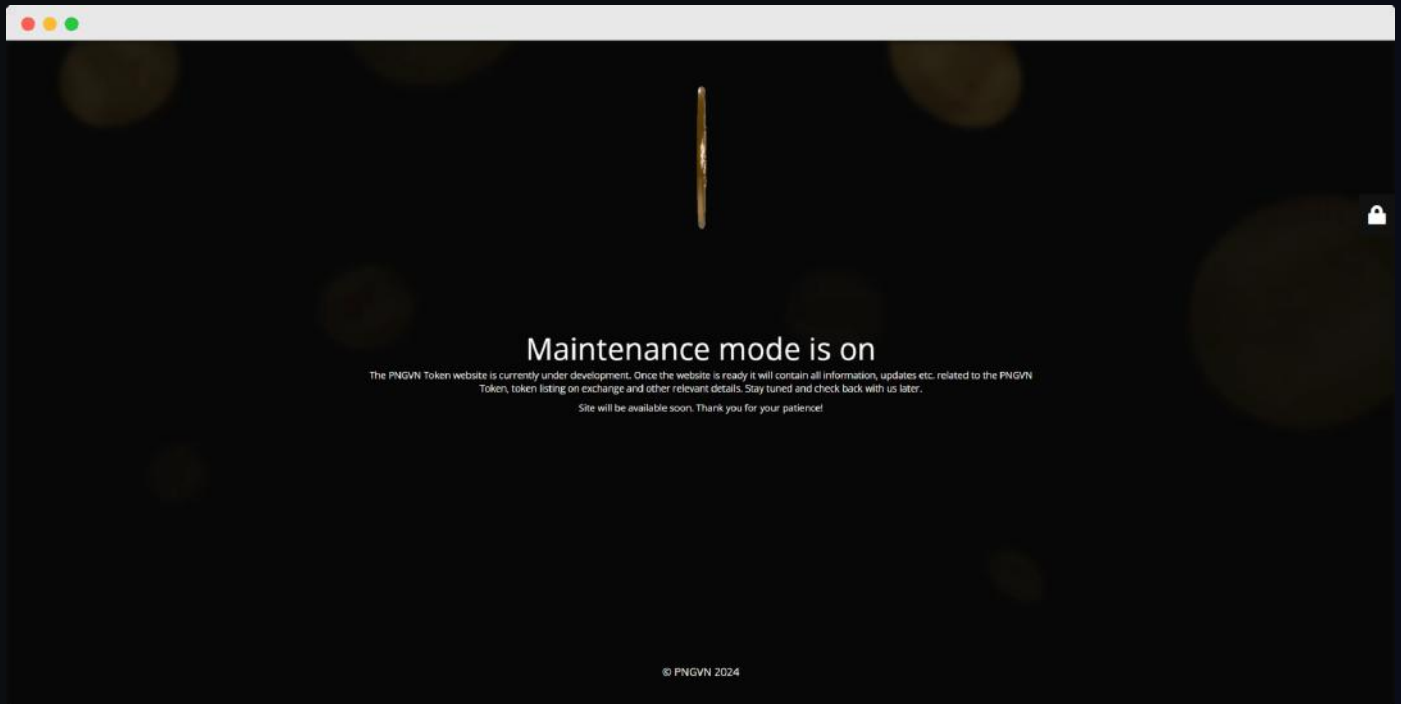 Maintenance mode is on
The PNGVN Token website is currently under development. Once the website is ready it will contain all information, updates etc. related to the PNGVN
Token, token listing on exchange and other relevant details. Stay tuned and check back with us later.
Site will be available soon. Thank you for your patience!
© PNGVN 2024